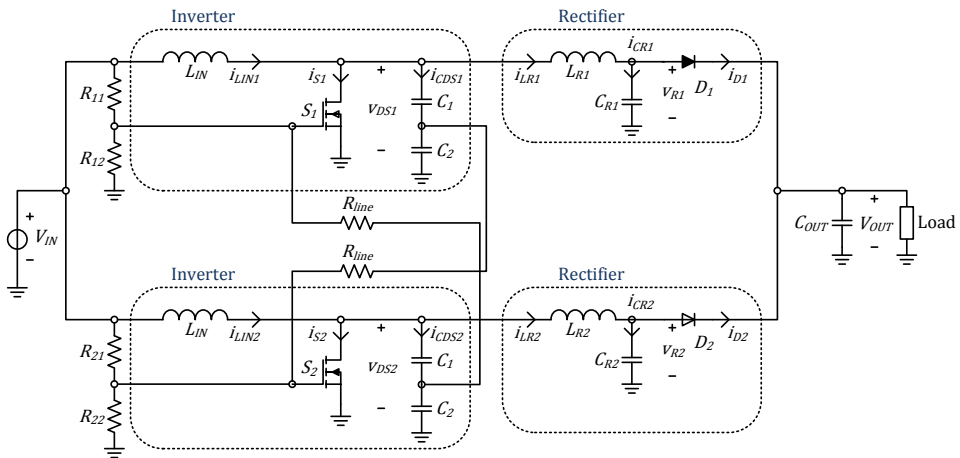 Inverter
Rectifier
L_IN
i_LIN1
i_S1
+
i_CDS1
i_LR1
L_R1
i_CR1
+
D_1
i_D1
R_11
S_1
v_DS1
C_1
C_R1
v_R1
−
R_12
−
C_2
R_line
+
V_IN
−
R_line
C_OUT
+
V_OUT
−
Load
Inverter
Rectifier
L_IN
i_LIN2
i_S2
+
i_CDS2
i_LR2
L_R2
i_CR2
+
D_2
i_D2
R_21
S_2
v_DS2
C_1
C_R2
v_R2
−
R_22
−
C_2